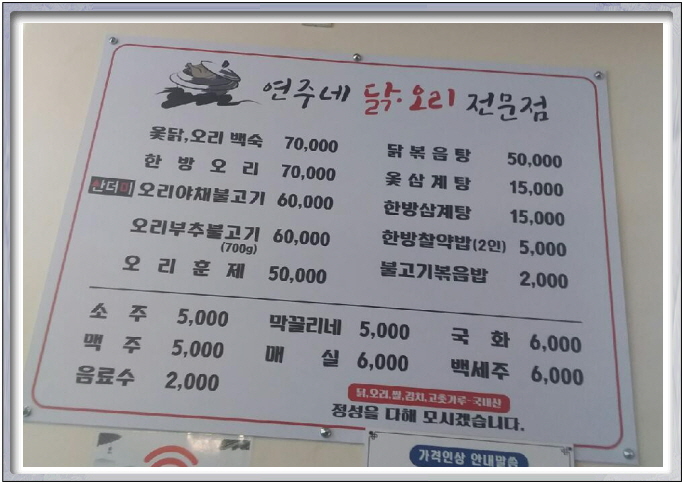 연주네 닭.오리 전문점
옻닭,오리 백숙 70,000
한방오리 70,000
한더미 오리야채불고기 60,000
오리부추불고기 60,000
(700g)
오리훈제 50,000
닭볶음탕 50,000
옻삼계탕 15,000
한방삼계탕 15,000
한방찰약밥(2인) 5,000
불고기볶음밥 2,000
소주 5,000 막끌리네 5,000 국화 6,000
맥주 5,000 매실 6,000 백세주 6,000
음료수 2,000
닭,오리,쌀,김치,고춧가루-국내산
정성을 다해 모시겠습니다.
가격인상 안내말씀